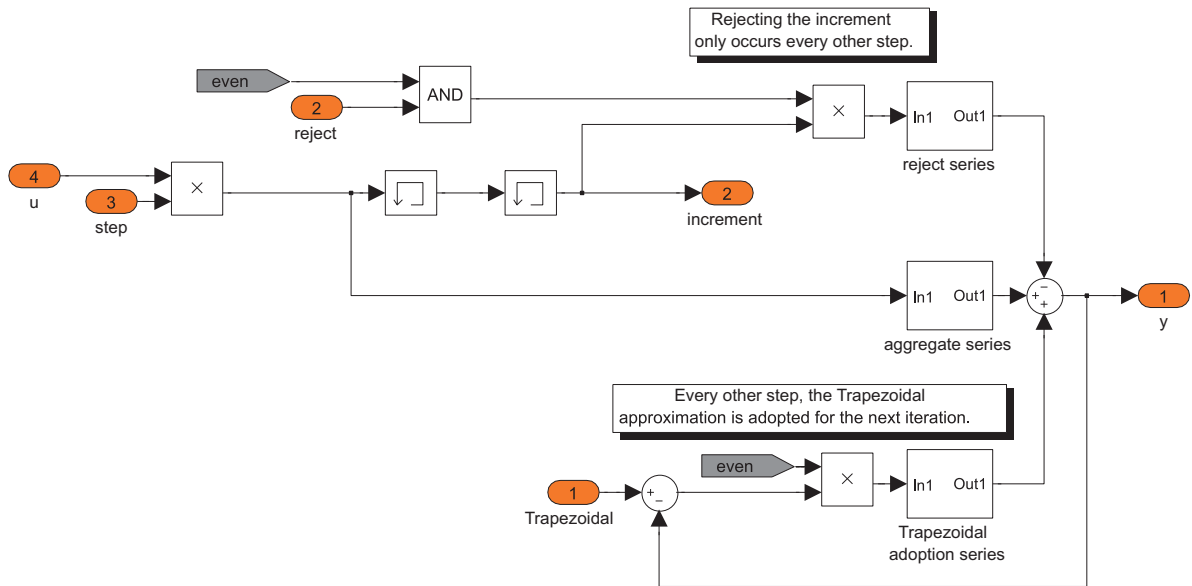 Rejecting the increment
only occurs every other step.
even
AND
2
reject
×
In1 Out1
reject series
4
u
3
step
×
2
increment
In1 Out1
aggregate series
−
+
+
1
y
Every other step, the Trapezoidal
approximation is adopted for the next iteration.
even
×
In1 Out1
Trapezoidal
adoption series
1
Trapezoidal
+
−